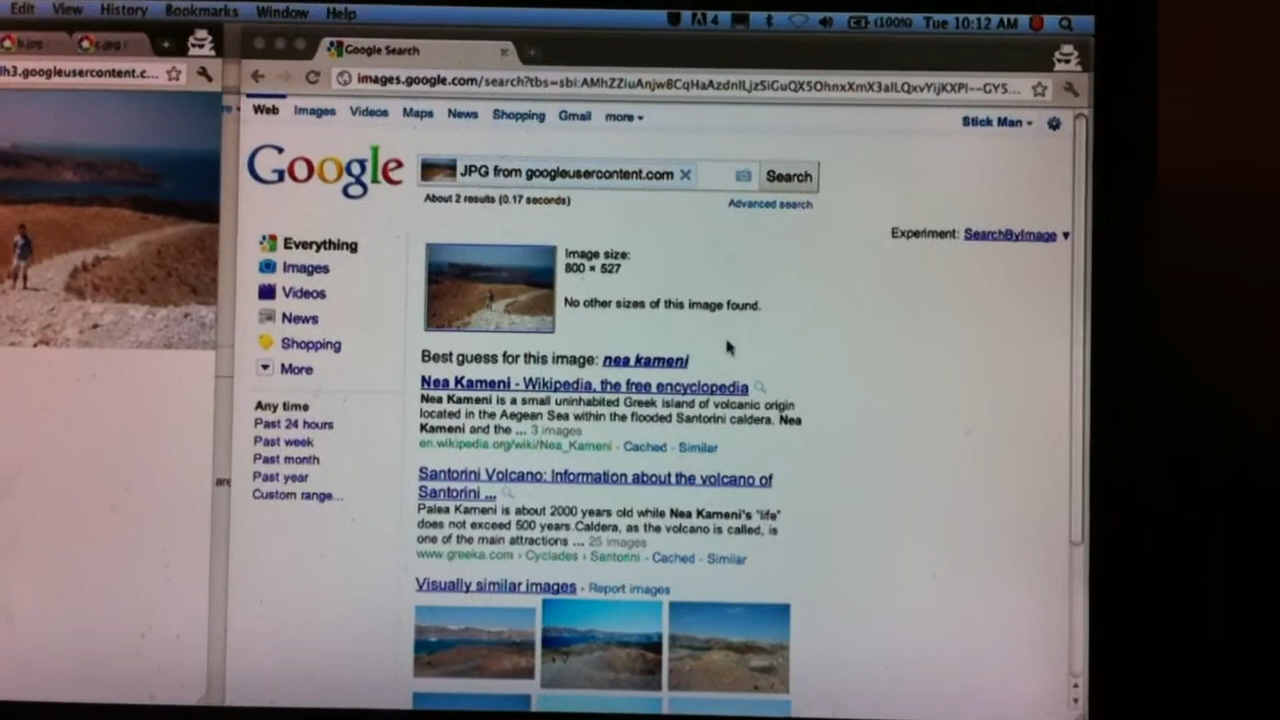 Edit View History Bookmarks Window Help
4 (100%) Tue 10:12 AM
b.jpg c.jpg
Google Search
lh3.googleusercontent.c...
Web Images Videos Maps News Shopping Gmail more
Stick Man
Google
JPG from googleusercontent.com
Search
About 2 results (0.17 seconds)
Advanced search
Experiment: SearchByImage
Everything
Images
Videos
News
Shopping
More
Any time
Past 24 hours
Past week
Past month
Past year
Custom range...
Image size:
800 × 527
No other sizes of this image found.
Best guess for this image: nea kameni
Nea Kameni - Wikipedia, the free encyclopedia
Nea Kameni is a small uninhabited Greek island of volcanic origin
located in the Aegean Sea within the flooded Santorini caldera. Nea
Kameni and the ... 3 images
en.wikipedia.org/wiki/Nea_Kameni - Cached - Similar
Santorini Volcano: Information about the volcano of
Santorini ...
Palea Kameni is about 2000 years old while Nea Kameni's "life"
does not exceed 500 years.Caldera, as the volcano is called, is
one of the main attractions ... 25 images
www.greeka.com › Cyclades › Santorini - Cached - Similar
Visually similar images - Report images